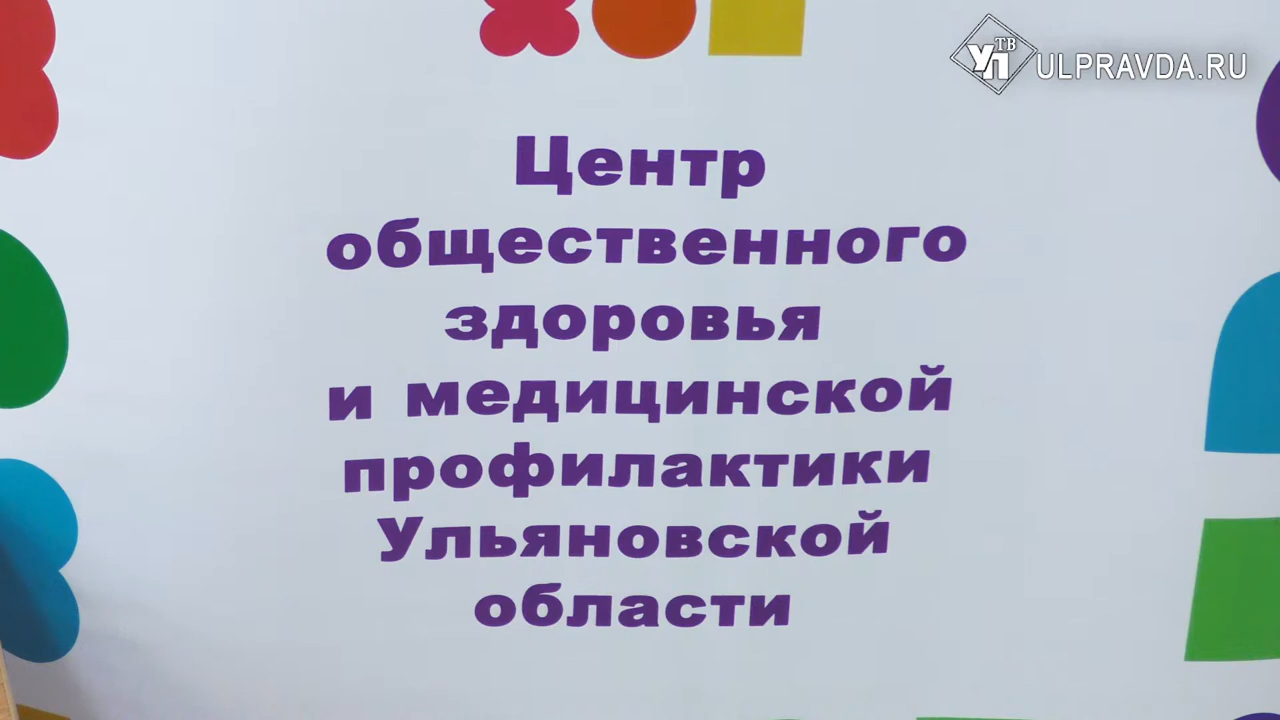 УП ТВ ULPRAVDA.RU
Центр
общественного
здоровья
и медицинской
профилактики
Ульяновской
области